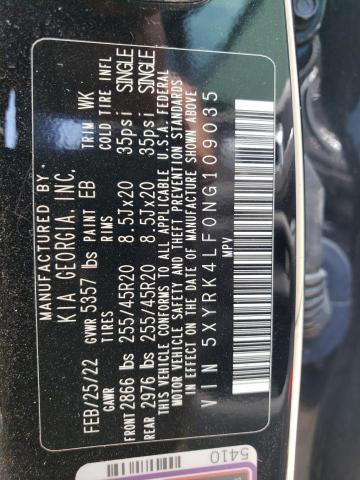 MANUFACTURED BY:
KIA GEORGIA, INC.
FEB/25/22 GVWR 5357 lbs PAINT EB TRIM WK
GAWR TIRES RIMS COLD TIRE INFL
FRONT 2866 lbs 255/45R20 8.5Jx20 35psi SINGLE
REAR 2976 lbs 255/45R20 8.5Jx20 35psi SINGLE
THIS VEHICLE CONFORMS TO ALL APPLICABLE U.S.A. FEDERAL
MOTOR VEHICLE SAFETY AND THEFT PREVENTION STANDARDS
IN EFFECT ON THE DATE OF MANUFACTURE SHOWN ABOVE.
VIN 5XYRK4LF0NG109035
MPV
5410